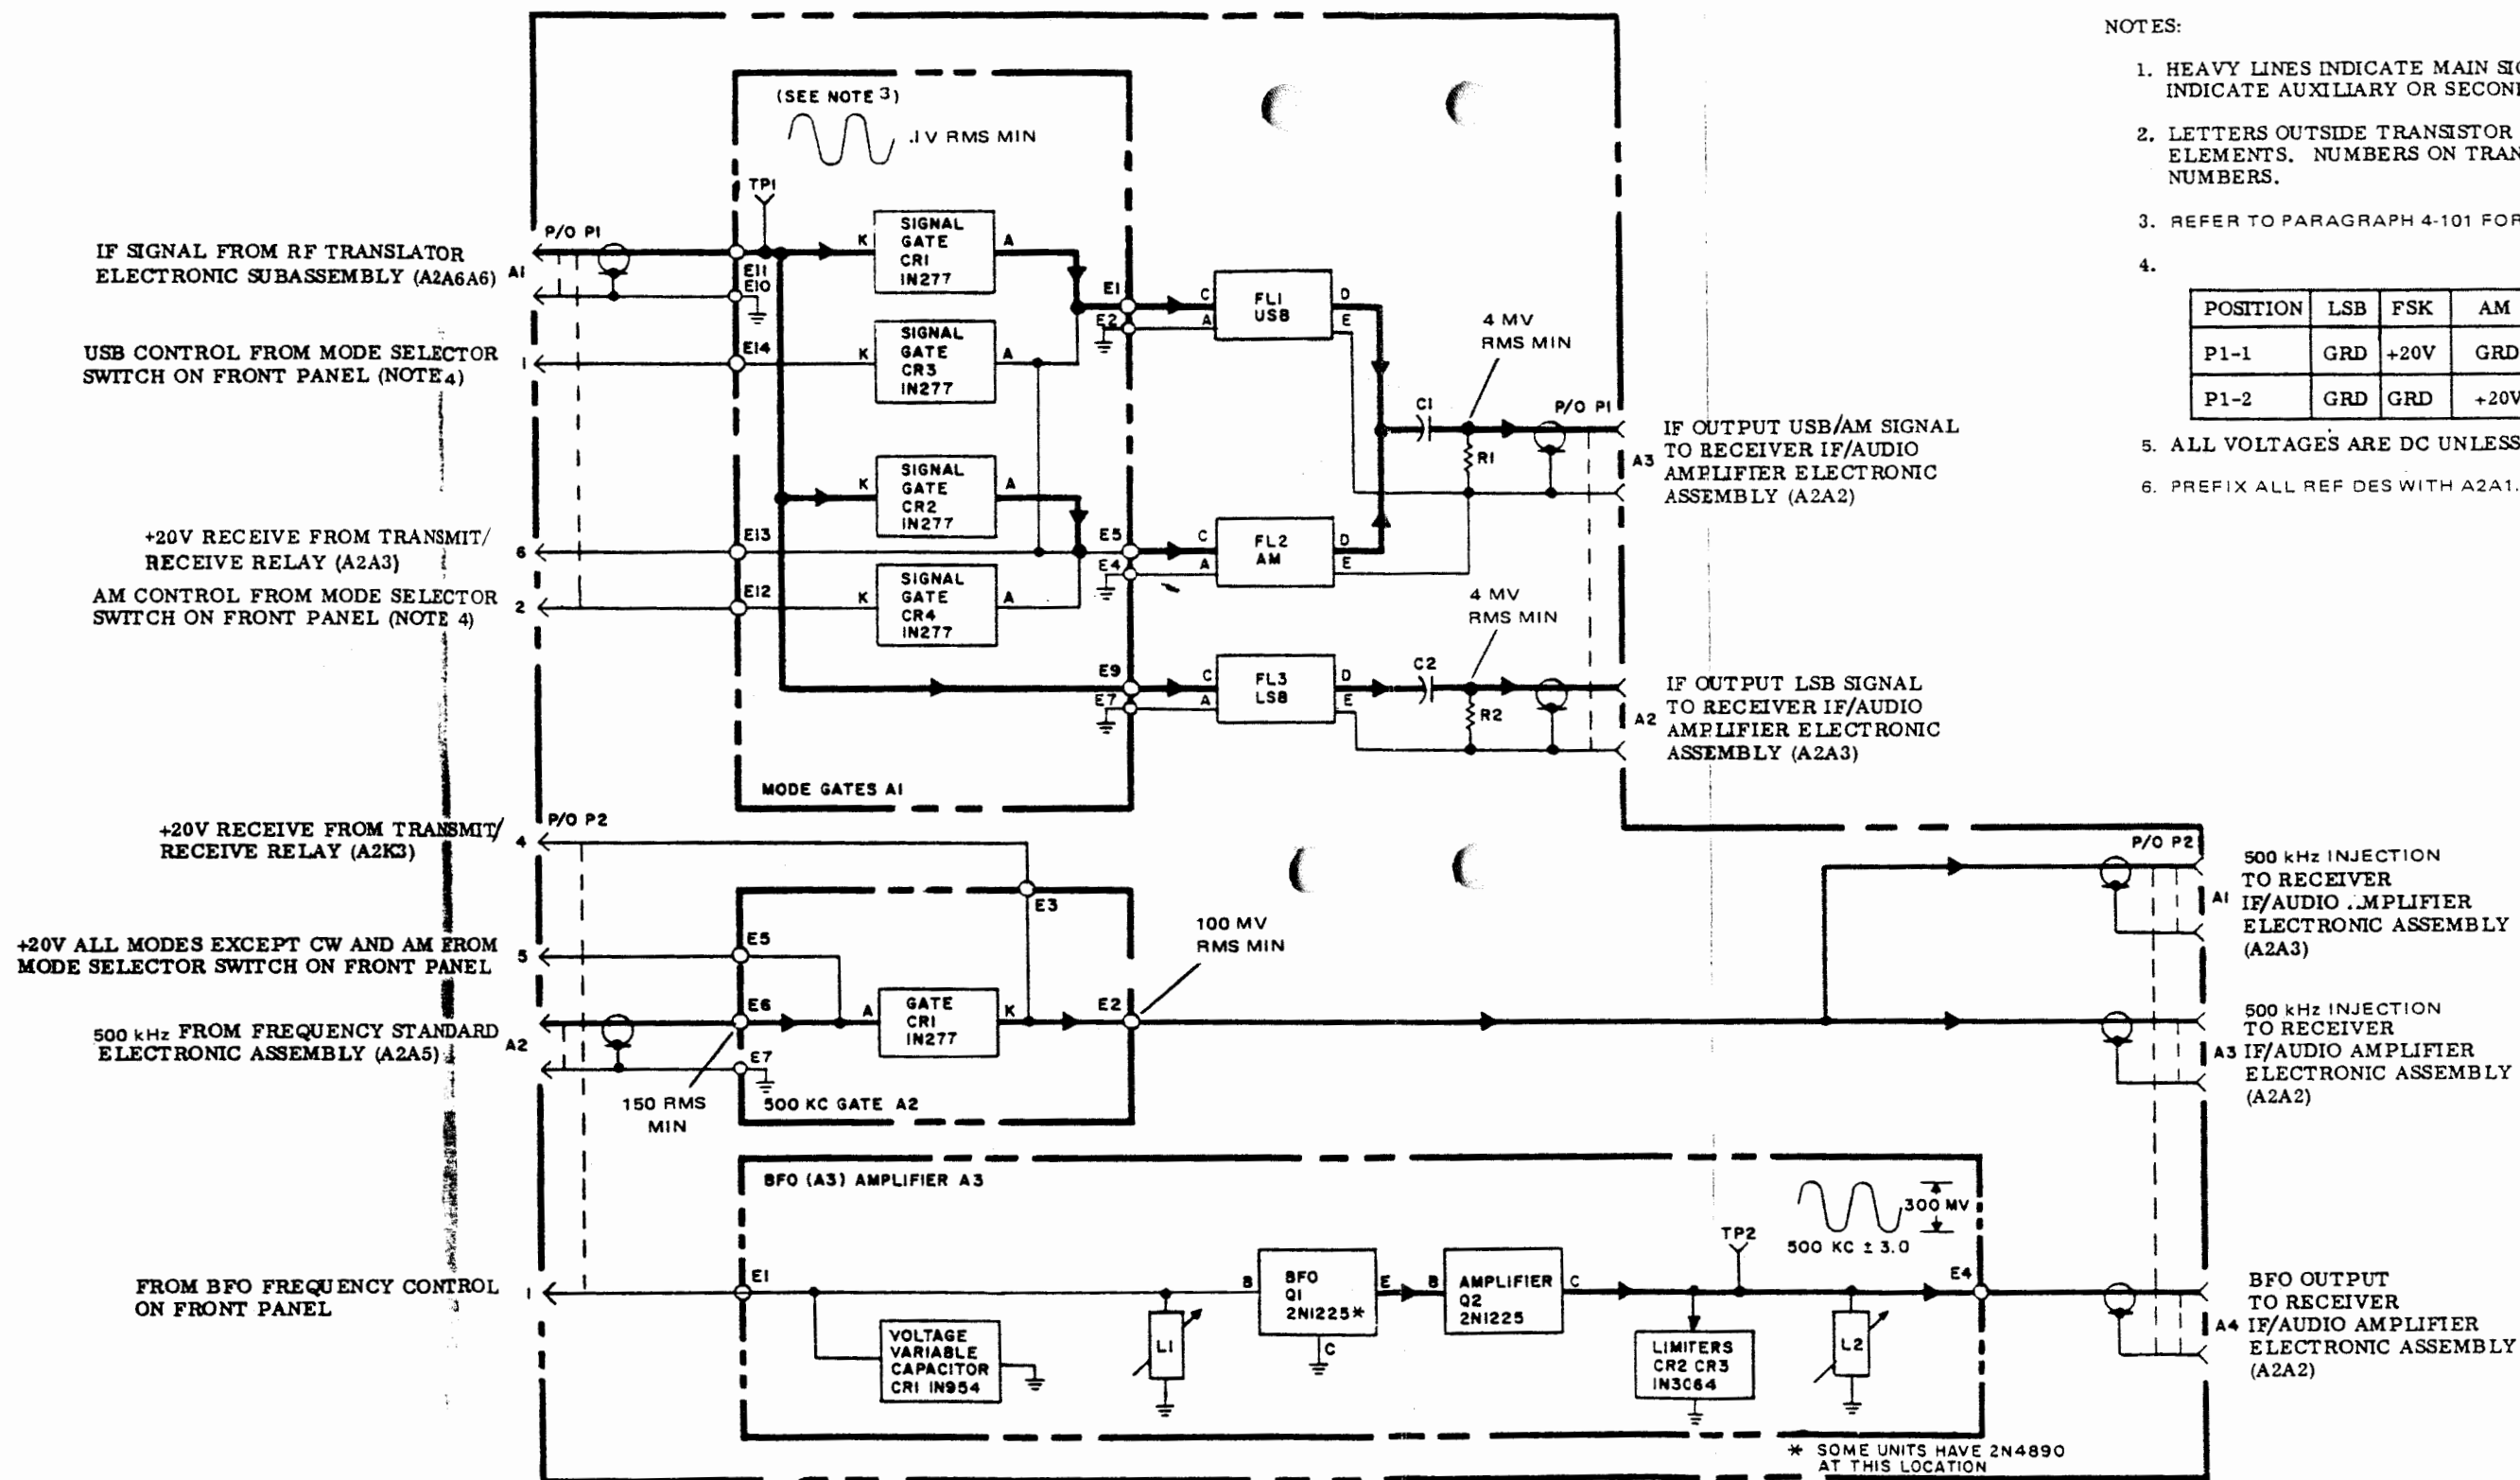 NOTES:
1. HEAVY LINES INDICATE MAIN
INDICATE AUXILIARY OR
2. LETTERS OUTSIDE TRANSISTOR
ELEMENTS. NUMBERS ON
NUMBERS.
3. REFER TO PARAGRAPH 4-101 FOR
4.
POSITION LSB FSK AM
P1-1 GRD +20V GRD
P1-2 GRD GRD +20V
5. ALL VOLTAGES ARE DC UNLESS
6. PREFIX ALL REF DES WITH A2A1.
(SEE NOTE 3)
.1V RMS MIN
TP1
P/O P1
IF SIGNAL FROM RF TRANSLATOR
ELECTRONIC SUBASSEMBLY (A2A6A6)
A1
E11
E10
K
SIGNAL
GATE
CR1
IN277
A
USB CONTROL FROM MODE SELECTOR
SWITCH ON FRONT PANEL (NOTE 4)
1
E14
K
SIGNAL
GATE
CR3
IN277
A
E1
E2
C
A
FL1
USB
D
E
4 MV
RMS MIN
K
SIGNAL
GATE
CR2
IN277
A
C1
R1
P/O P1
A3
IF OUTPUT USB/AM SIGNAL
TO RECEIVER IF/AUDIO
AMPLIFIER ELECTRONIC
ASSEMBLY (A2A2)
+20V RECEIVE FROM TRANSMIT/
RECEIVE RELAY (A2A3)
6
E13
E5
E4
C
A
FL2
AM
D
E
AM CONTROL FROM MODE SELECTOR
SWITCH ON FRONT PANEL (NOTE 4)
2
E12
K
SIGNAL
GATE
CR4
IN277
A
4 MV
RMS MIN
E9
E7
C
A
FL3
LSB
D
E
C2
R2
A2
IF OUTPUT LSB SIGNAL
TO RECEIVER IF/AUDIO
AMPLIFIER ELECTRONIC
ASSEMBLY (A2A3)
MODE GATES A1
P/O P2
+20V RECEIVE FROM TRANSMIT/
RECEIVE RELAY (A2K3)
4
E3
P/O P2
500 kHz INJECTION
TO RECEIVER
IF/AUDIO AMPLIFIER
ELECTRONIC ASSEMBLY
(A2A3)
A1
+20V ALL MODES EXCEPT CW AND AM FROM
MODE SELECTOR SWITCH ON FRONT PANEL
5
E5
100 MV
RMS MIN
500 kHz FROM FREQUENCY STANDARD
ELECTRONIC ASSEMBLY (A2A5)
A2
E6
E7
A
GATE
CR1
IN277
K
E2
150 RMS
MIN
500 KC GATE A2
500 kHz INJECTION
TO RECEIVER
A3 IF/AUDIO AMPLIFIER
ELECTRONIC ASSEMBLY
(A2A2)
BFO (A3) AMPLIFIER A3
300 MV
500 KC ± 3.0
TP2
FROM BFO FREQUENCY CONTROL
ON FRONT PANEL
1
E1
VOLTAGE
VARIABLE
CAPACITOR
CR1 IN954
L1
B
BFO
Q1
2N1225*
E
C
B
AMPLIFIER
Q2
2N1225
C
LIMITERS
CR2 CR3
IN3064
L2
E4
BFO OUTPUT
TO RECEIVER
A4 IF/AUDIO AMPLIFIER
ELECTRONIC ASSEMBLY
(A2A2)
* SOME UNITS HAVE 2N4890
AT THIS LOCATION